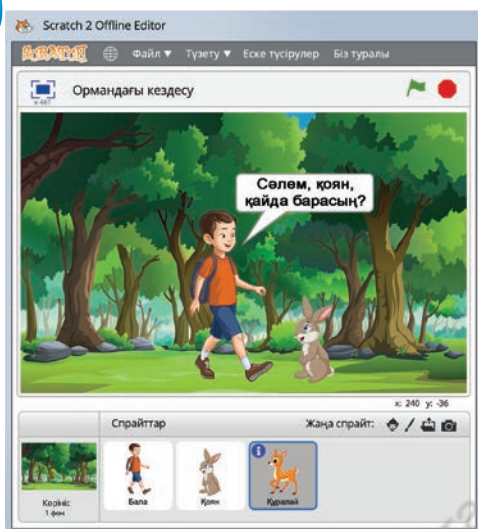 Scratch 2 Offline Editor
SCRATCH Файл ▼ Түзету ▼ Еске түсірулер Біз туралы
Ормандағы кездесу
v 461
Сәлем, қоян,
қайда барасың?
x: 240 y: -36
Спрайттар Жаңа спрайт:
Көрініс
1 фон
Бала
Қоян
Құралай